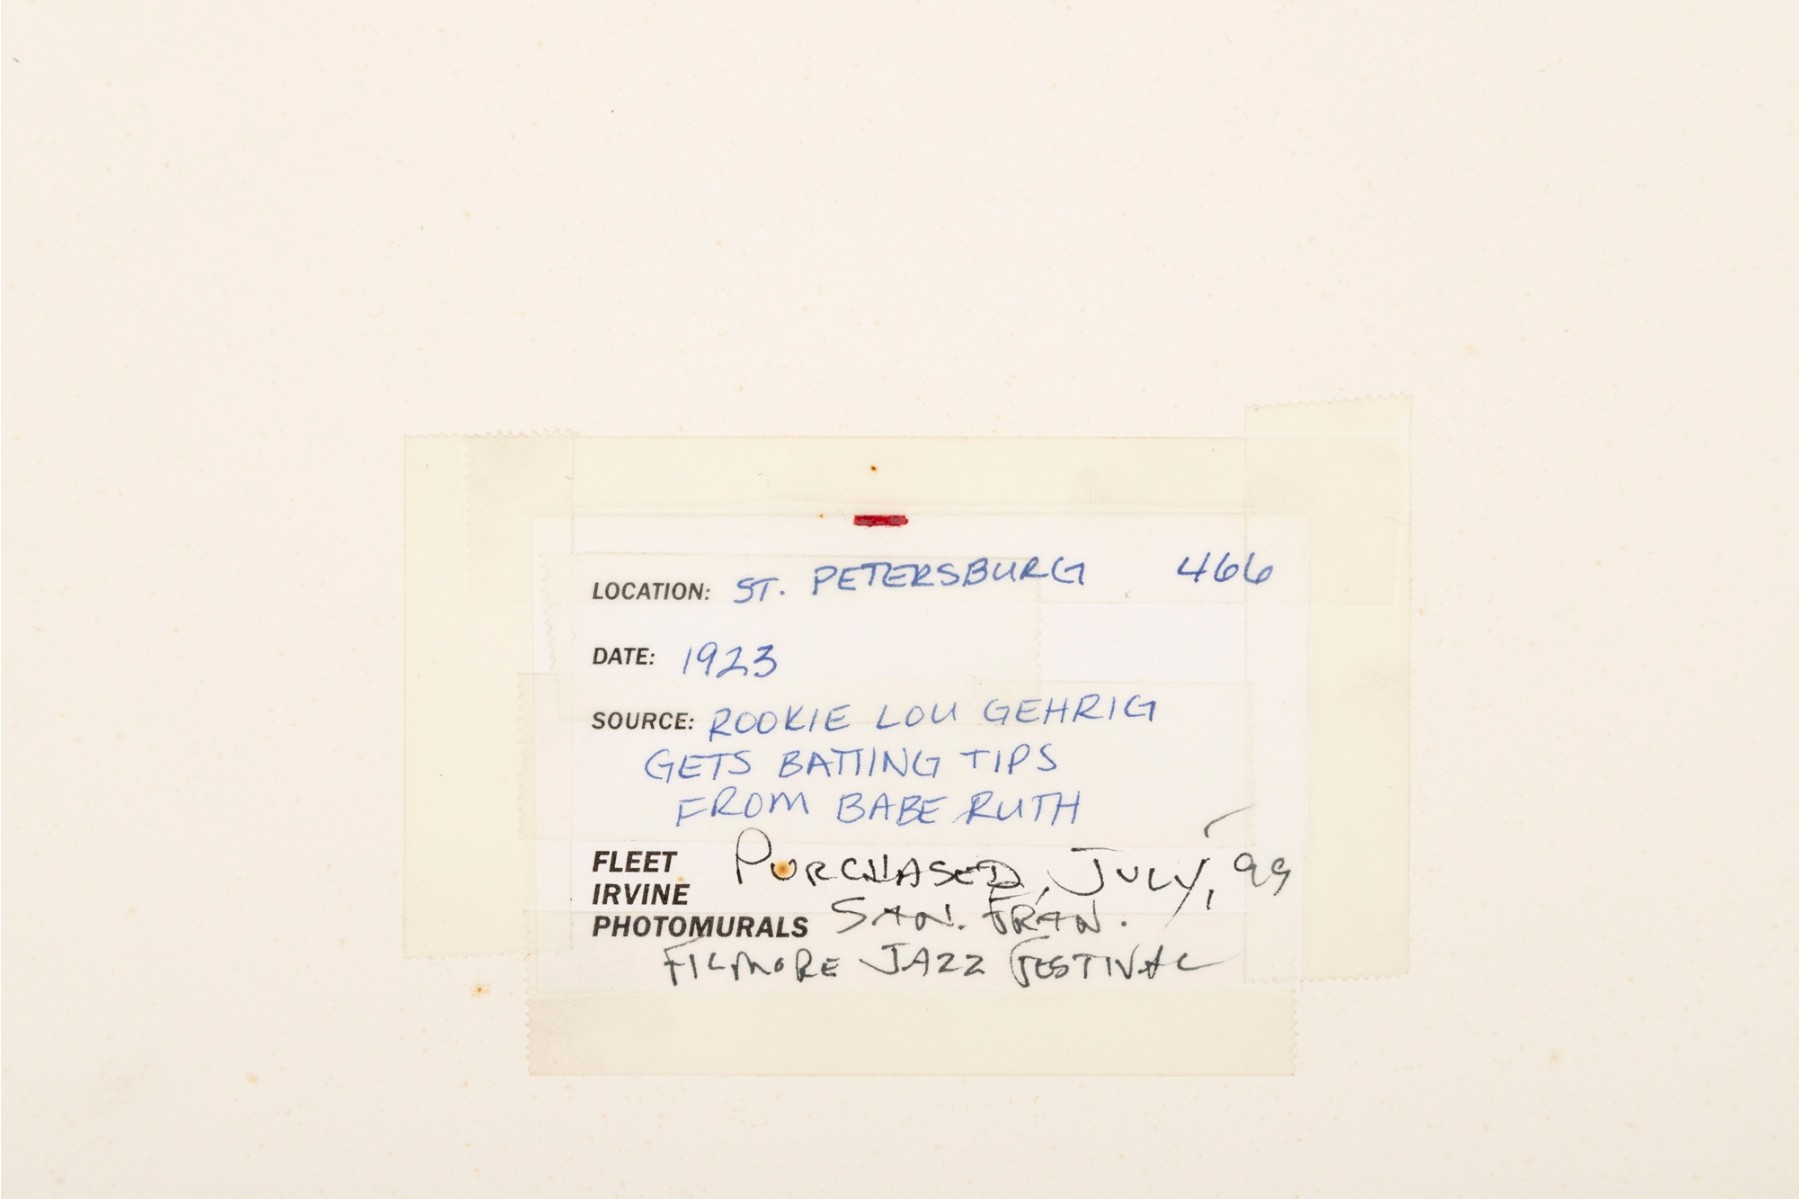 LOCATION: ST. PETERSBURG 466
DATE: 1923
SOURCE: ROOKIE LOU GEHRIG
GETS BATTING TIPS
FROM BABE RUTH
FLEET
IRVINE
PHOTOMURALS
PURCHASED, JULY, '99
SAN. FRAN.
FILMORE JAZZ FESTIVAL